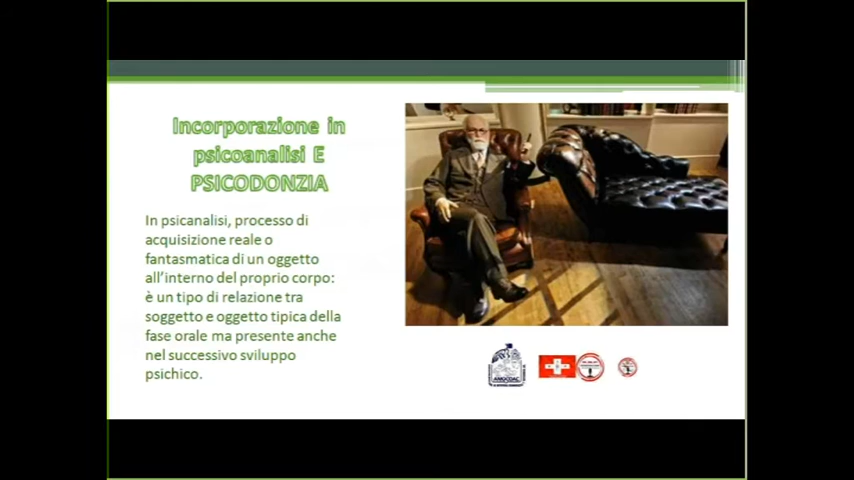 Incorporazione in
psicoanalisi E
PSICODONZIA
In psicanalisi, processo di
acquisizione reale o
fantasmatica di un oggetto
all'interno del proprio corpo:
è un tipo di relazione tra
soggetto e oggetto tipica della
fase orale ma presente anche
nel successivo sviluppo
psichico.